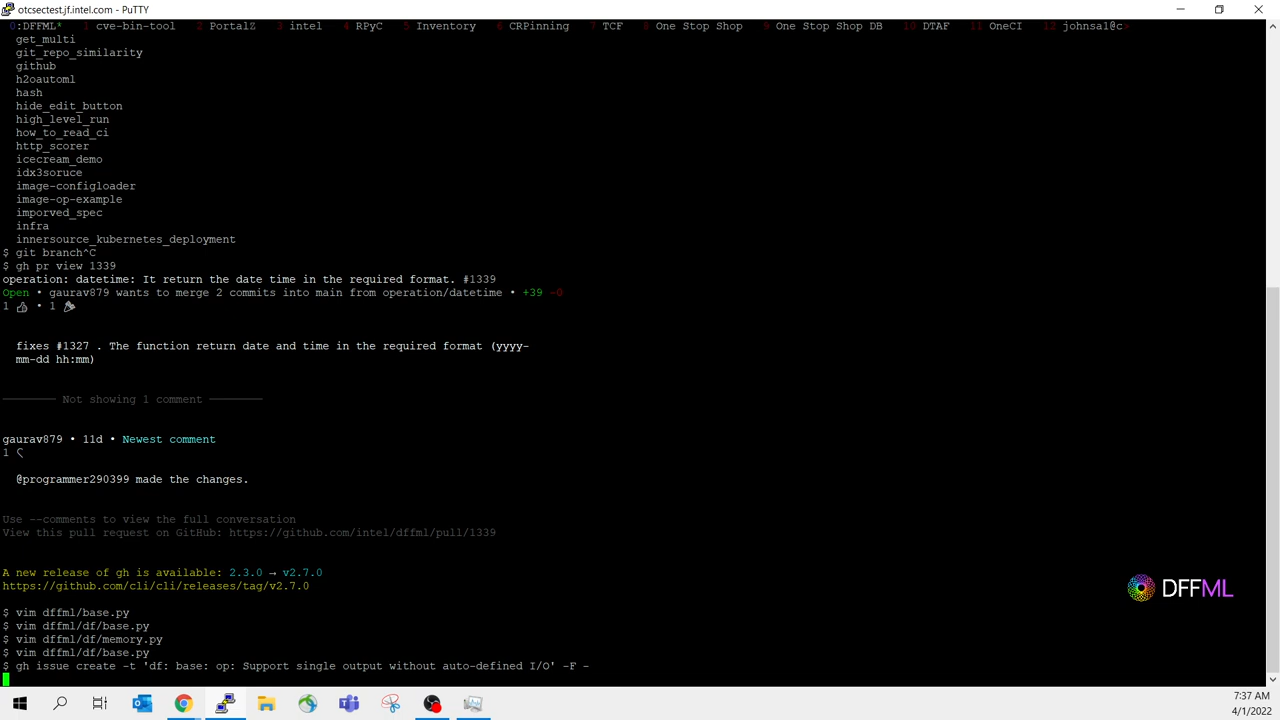 otcsectest.jf.intel.com - PuTTY
0:DFFML* 1 cve-bin-tool 2 PortalZ 3 intel 4 RPyC 5 Inventory 6 CRPinning 7 TCF 8 One Stop Shop 9 One Stop Shop DB 10 DTAF 11 OneCI 12 johnsa1@c>
get_multi
git_repo_similarity
github
h2oautoml
hash
hide_edit_button
high_level_run
how_to_read_ci
http_scorer
icecream_demo
idx3soruce
image-configloader
image-op-example
imporved_spec
infra
innersource_kubernetes_deployment
$ git branch^C
$ gh pr view 1339
operation: datetime: It return the date time in the required format. #1339
Open • gaurav879 wants to merge 2 commits into main from operation/datetime • +39 -0
1 👍 • 1 🎉
fixes #1327 . The function return date and time in the required format (yyyy-
mm-dd hh:mm)
———————— Not showing 1 comment ————————
gaurav879 • 11d • Newest comment
1
@programmer290399 made the changes.
Use --comments to view the full conversation
View this pull request on GitHub: https://github.com/intel/dffml/pull/1339
A new release of gh is available: 2.3.0 → v2.7.0
https://github.com/cli/cli/releases/tag/v2.7.0
DFFML
$ vim dffml/base.py
$ vim dffml/df/base.py
$ vim dffml/df/memory.py
$ vim dffml/df/base.py
$ gh issue create -t 'df: base: op: Support single output without auto-defined I/O' -F -
7:37 AM
4/1/2022